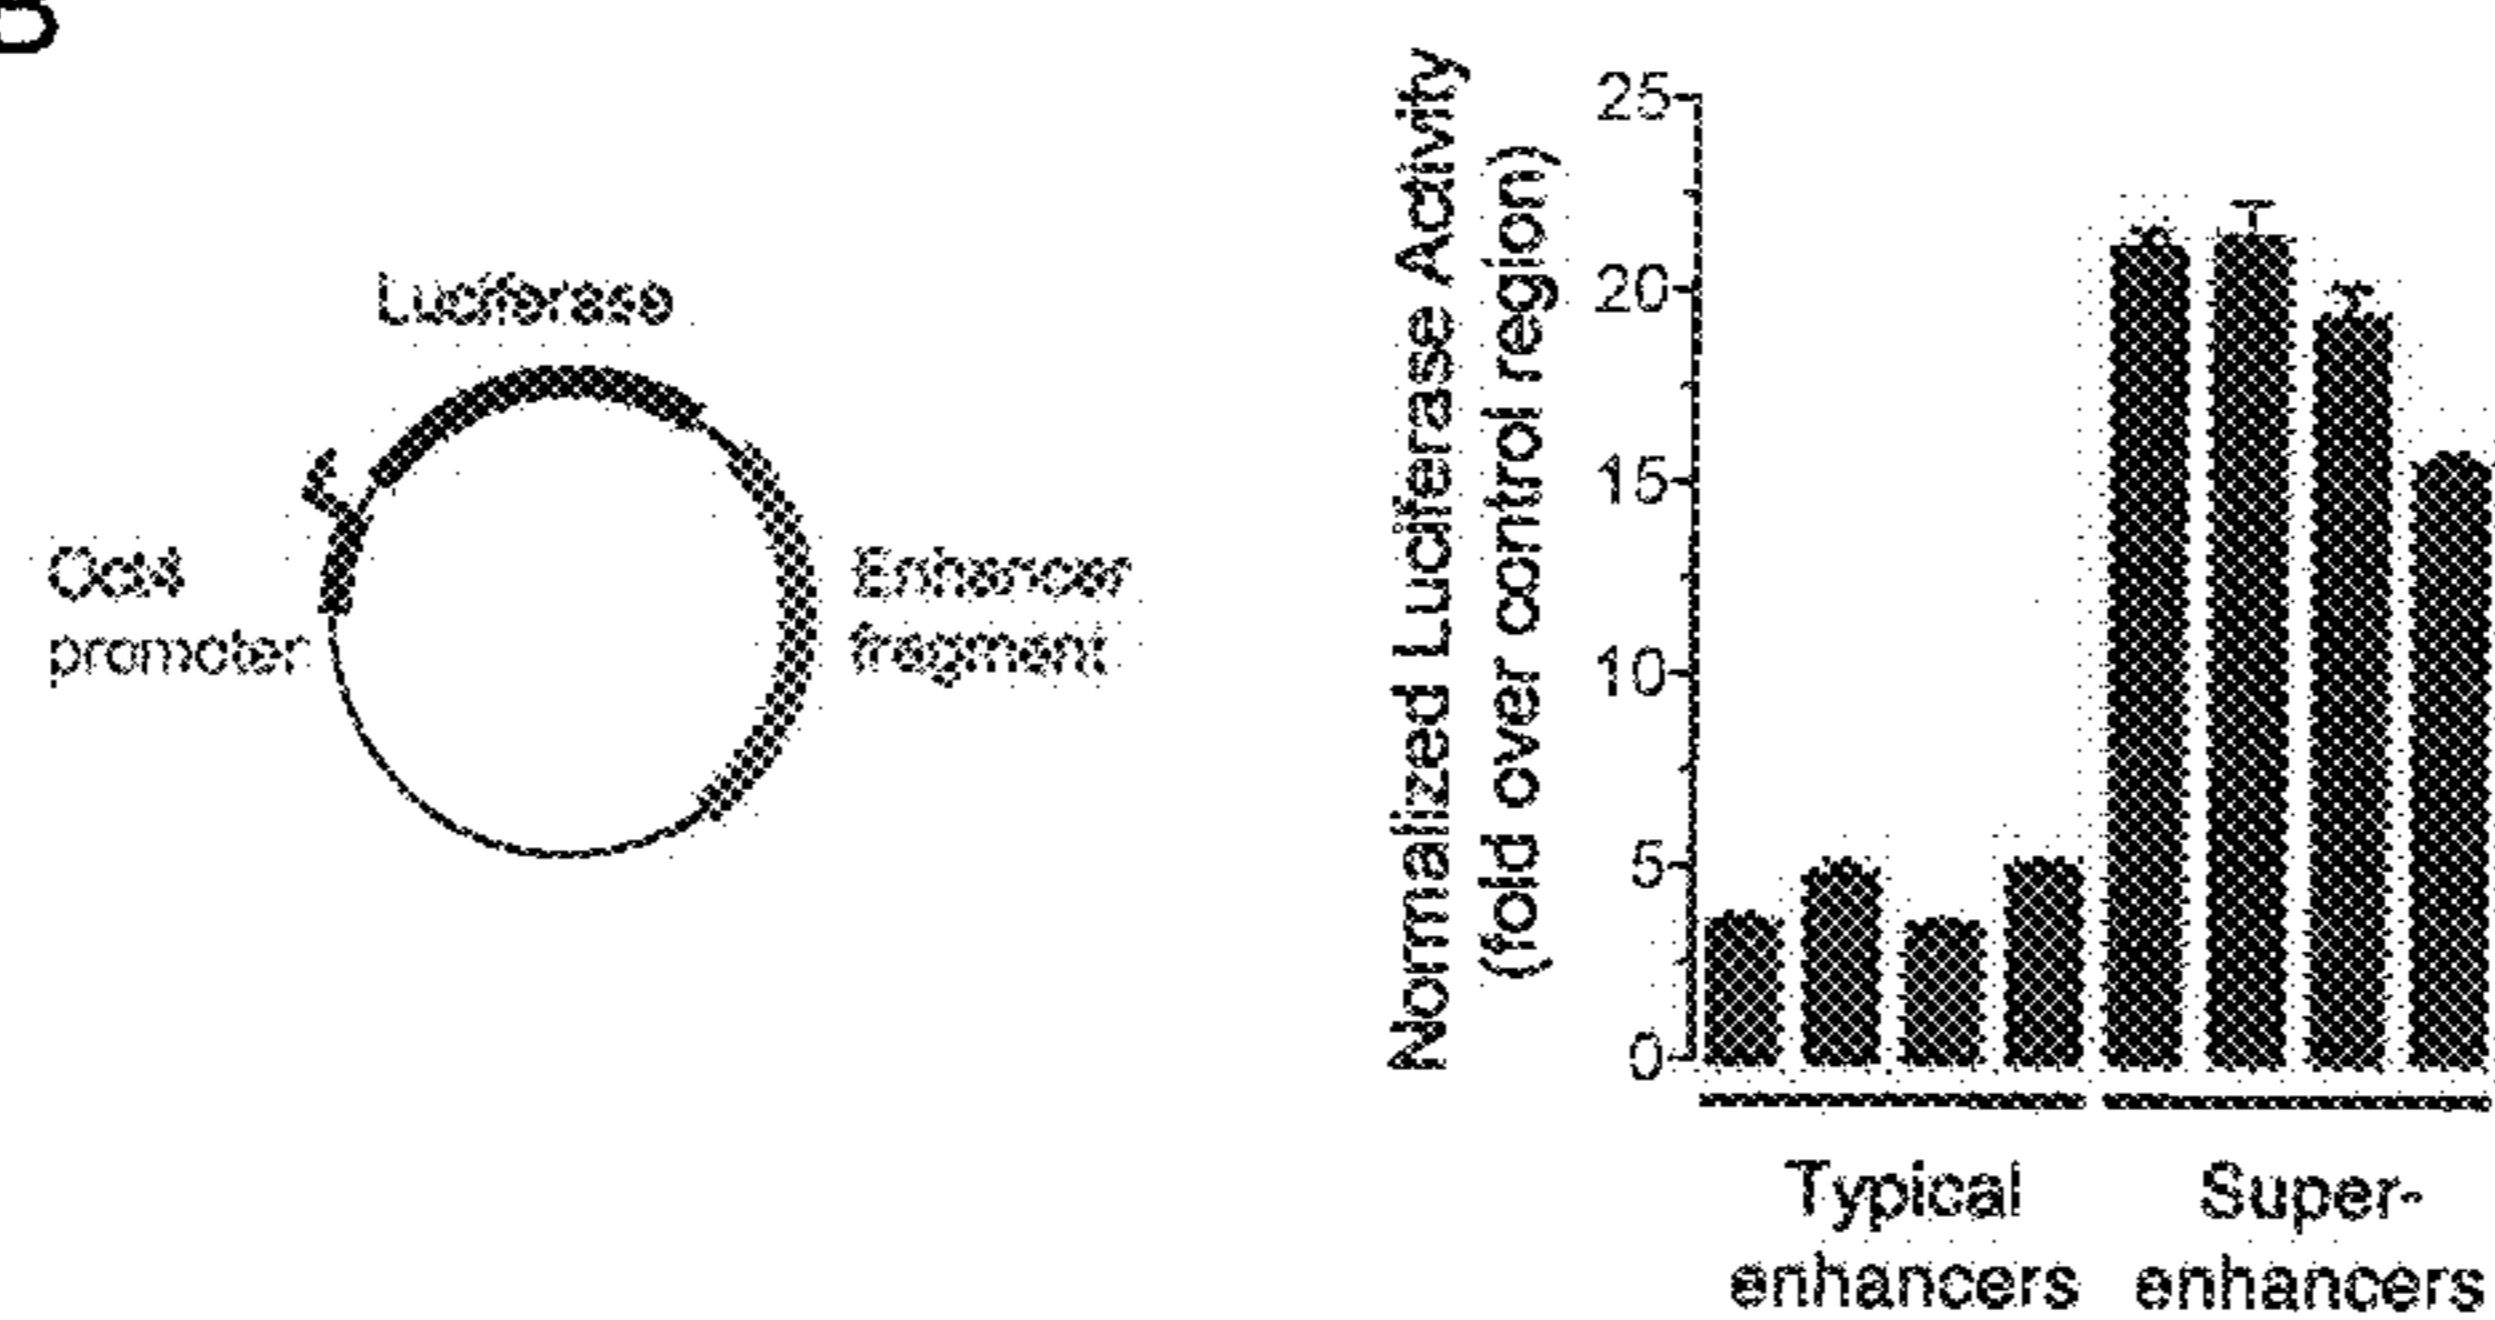 Luciferase
Oct4
promoter
Enhancer
fragment
Normalized Luciferase Activity
(fold over control region)
25
20
15
10
5
0
Typical
enhancers
Super-
enhancers